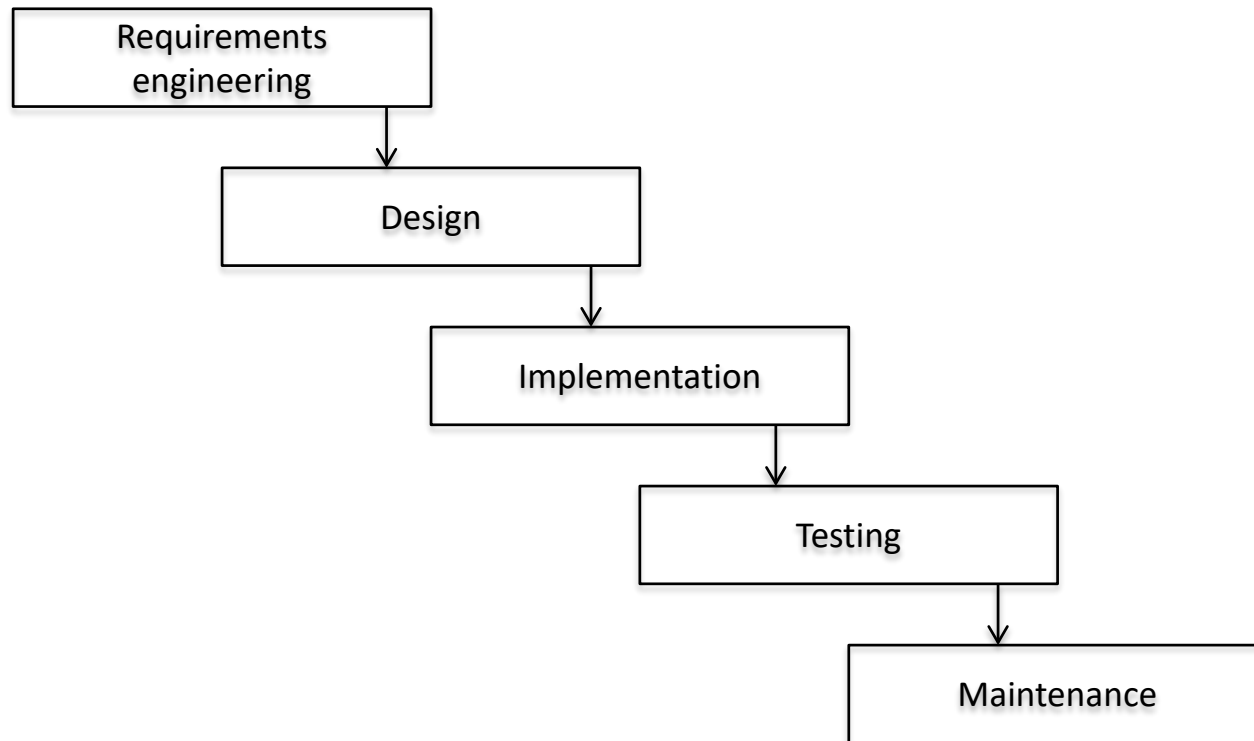 Requirements
engineering
Design
Implementation
Testing
Maintenance